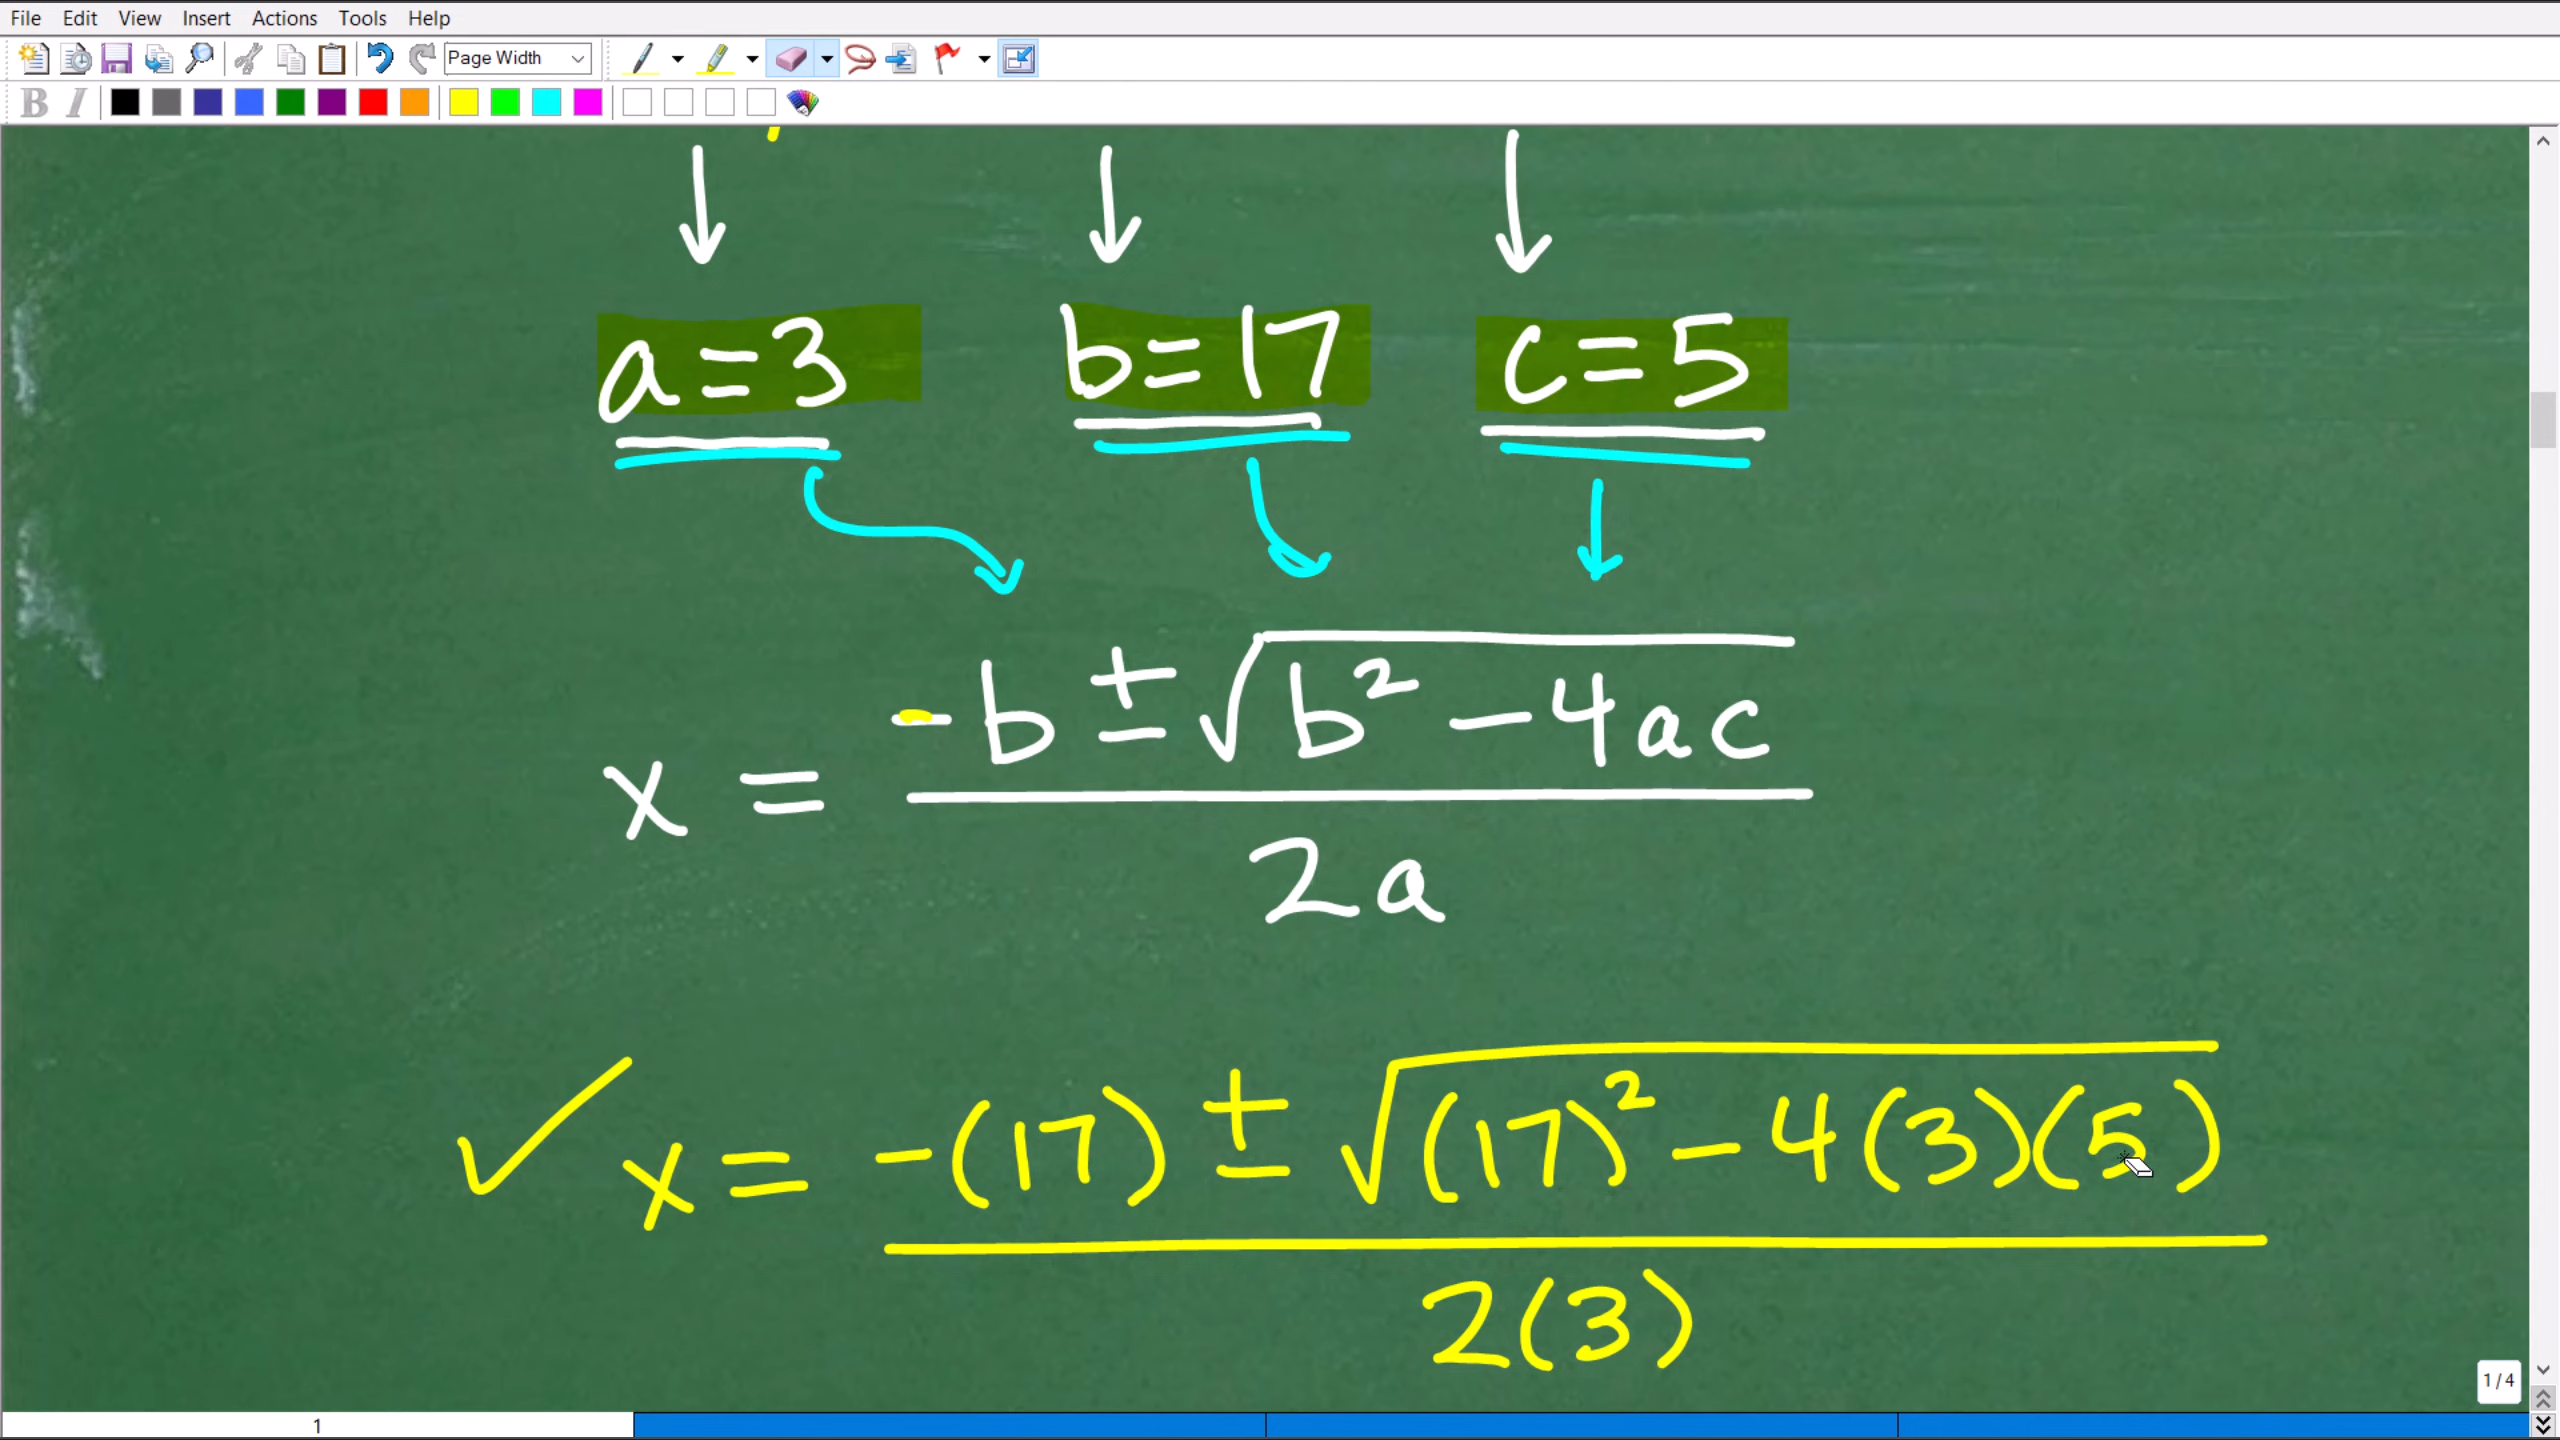 File Edit View Insert Actions Tools Help
Page Width
B I
a = 3 b = 17 c = 5
x = -b ± √(b² - 4ac)
2a
x = -(17) ± √((17)² - 4(3)(5))
2(3)
1 / 4
1